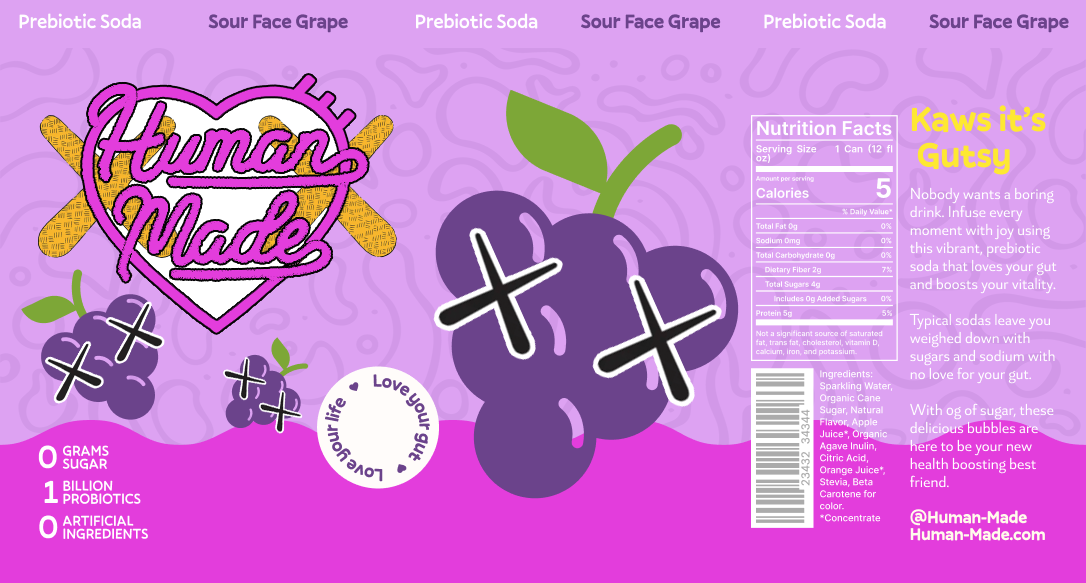 Prebiotic Soda
Sour Face Grape
Prebiotic Soda
Sour Face Grape
Prebiotic Soda
Sour Face Grape
Human
Made
0 GRAMS
SUGAR
1 BILLION
PROBIOTICS
0 ARTIFICIAL
INGREDIENTS
Love your gut
Love your life
Nutrition Facts
Serving Size 1 Can (12 fl
oz)
Amount per serving
Calories 5
% Daily Value*
Total Fat 0g 0%
Sodium 0mg 0%
Total Carbohydrate 0g 0%
Dietary Fiber 2g 7%
Total Sugars 4g
Includes 0g Added Sugars 0%
Protein 5g 5%
Not a significant source of saturated
fat, trans fat, cholesterol, vitamin D,
calcium, iron, and potassium.
23432 34344
Ingredients:
Sparkling Water,
Organic Cane
Sugar, Natural
Flavor, Apple
Juice*, Organic
Agave Inulin,
Citric Acid,
Orange Juice*,
Stevia, Beta
Carotene for
color.
*Concentrate
Kaws it's
Gutsy
Nobody wants a boring
drink. Infuse every
moment with joy using
this vibrant, prebiotic
soda that loves your gut
and boosts your vitality.
Typical sodas leave you
weighed down with
sugars and sodium with
no love for your gut.
With og of sugar, these
delicious bubbles are
here to be your new
health boosting best
friend.
@Human-Made
Human-Made.com